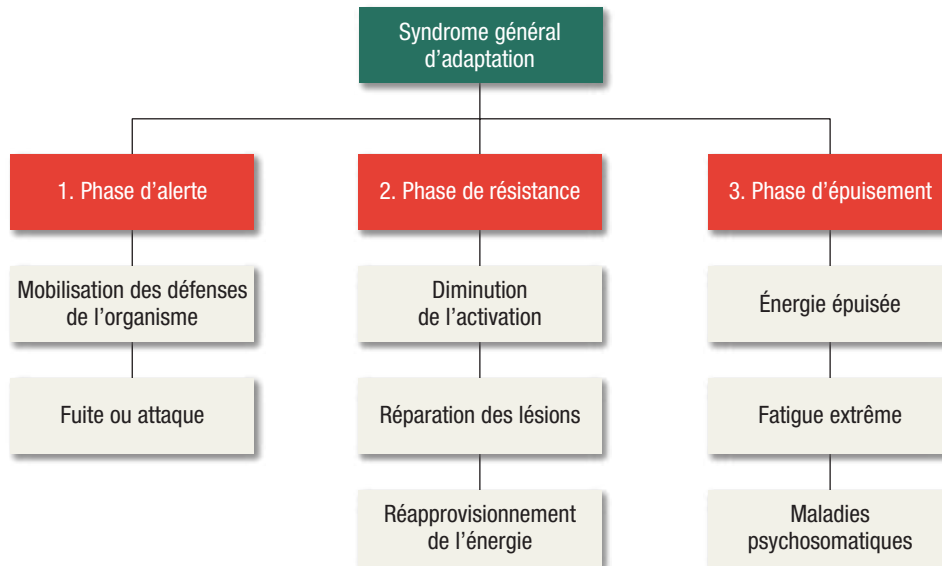 Syndrome général
d’adaptation
1. Phase d’alerte
2. Phase de résistance
3. Phase d’épuisement
Mobilisation des défenses
de l’organisme
Diminution
de l’activation
Énergie épuisée
Fuite ou attaque
Réparation des lésions
Fatigue extrême
Réapprovisionnement
de l’énergie
Maladies
psychosomatiques